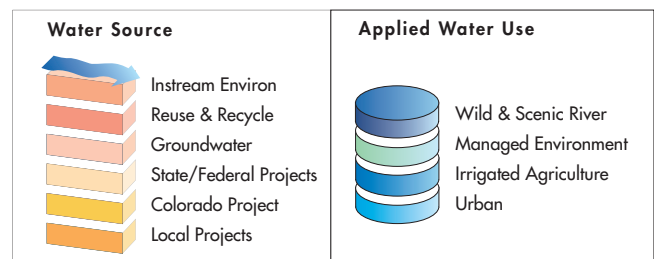 Water Source
Instream Environ
Reuse & Recycle
Groundwater
State/Federal Projects
Colorado Project
Local Projects
Applied Water Use
Wild & Scenic River
Managed Environment
Irrigated Agriculture
Urban